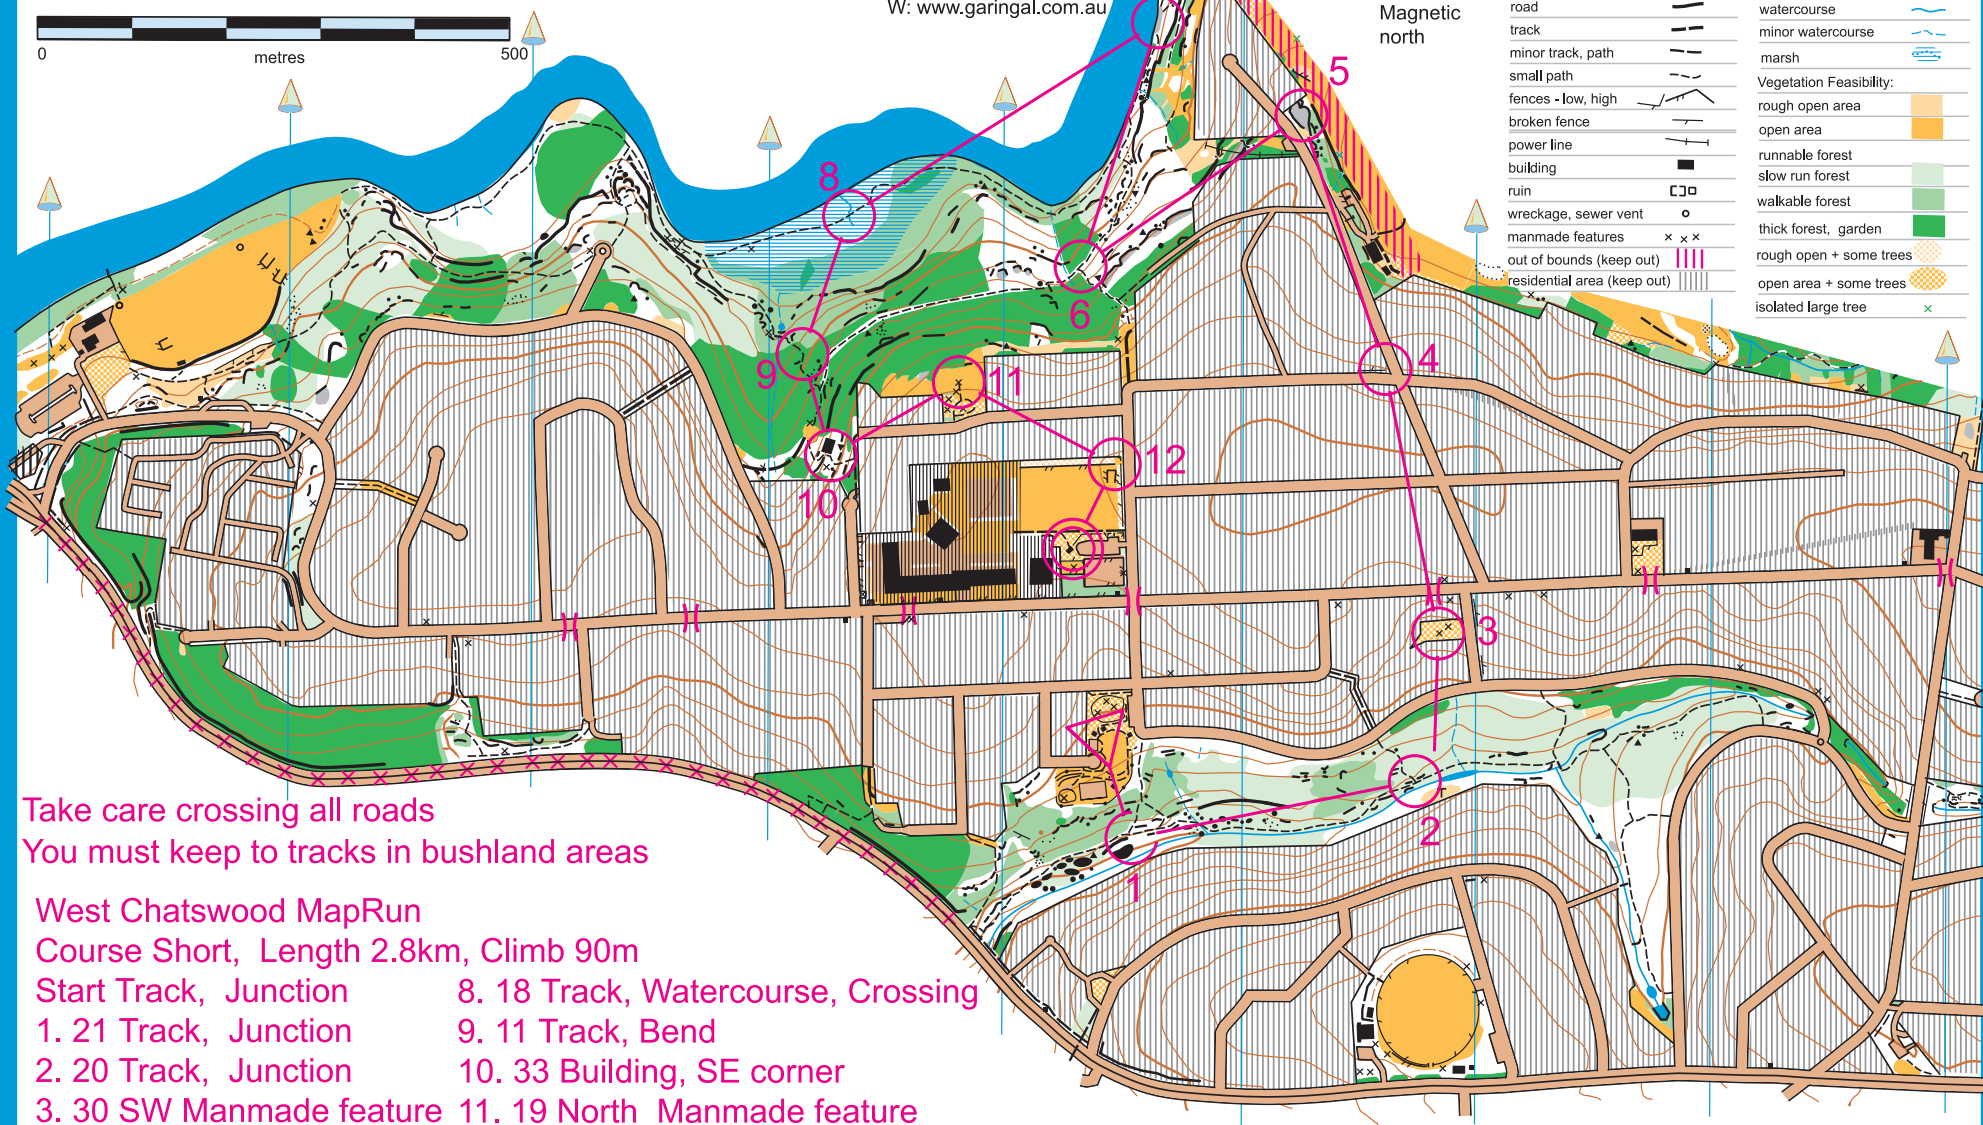 W: www.garingal.com.au
0 metres 500
Magnetic
north
road
track
minor track, path
small path
fences - low, high
broken fence
power line
building
ruin
wreckage, sewer vent
manmade features
out of bounds (keep out)
residential area (keep out)
watercourse
minor watercourse
marsh
Vegetation Feasibility:
rough open area
open area
runnable forest
slow run forest
walkable forest
thick forest, garden
rough open + some trees
open area + some trees
isolated large tree
5
8
6
4
9
11
12
10
3
2
1
Take care crossing all roads
You must keep to tracks in bushland areas
West Chatswood MapRun
Course Short, Length 2.8km, Climb 90m
Start Track, Junction
1. 21 Track, Junction
2. 20 Track, Junction
3. 30 SW Manmade feature
8. 18 Track, Watercourse, Crossing
9. 11 Track, Bend
10. 33 Building, SE corner
11. 19 North Manmade feature